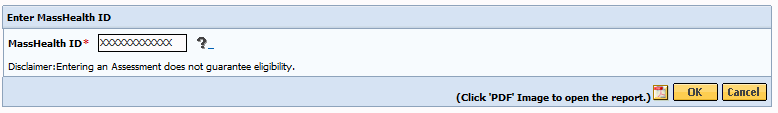 Enter MassHealth ID
MassHealth ID* XXXXXXXXXXXX ?
Disclaimer:Entering an Assessment does not guarantee eligibility.
(Click 'PDF' Image to open the report.) OK Cancel